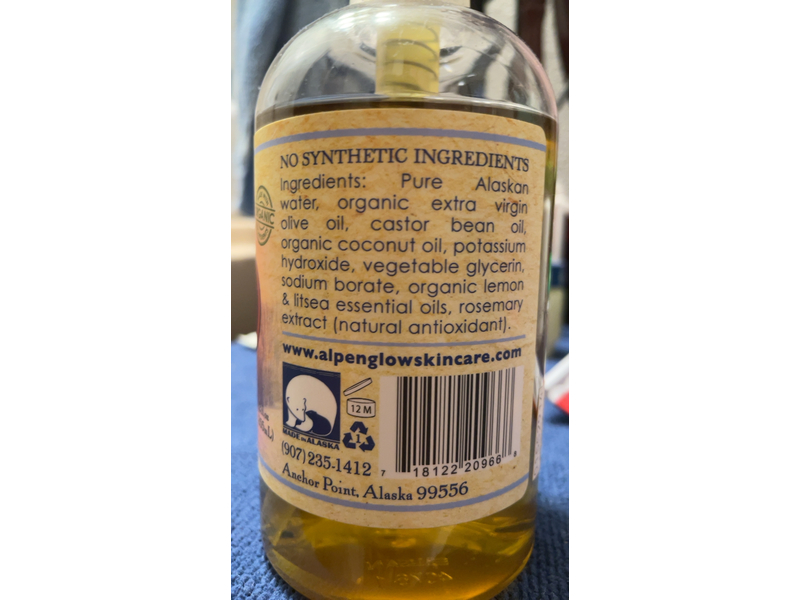 NO SYNTHETIC INGREDIENTS
Ingredients: Pure Alaskan
water, organic extra virgin
olive oil, castor bean oil,
organic coconut oil, potassium
hydroxide, vegetable glycerin,
sodium borate, organic lemon
& litsea essential oils, rosemary
extract (natural antioxidant).
www.alpenglowskincare.com
12 M
MADE IN ALASKA
1
(907) 235-1412
Anchor Point, Alaska 99556
7 18122 20966 8